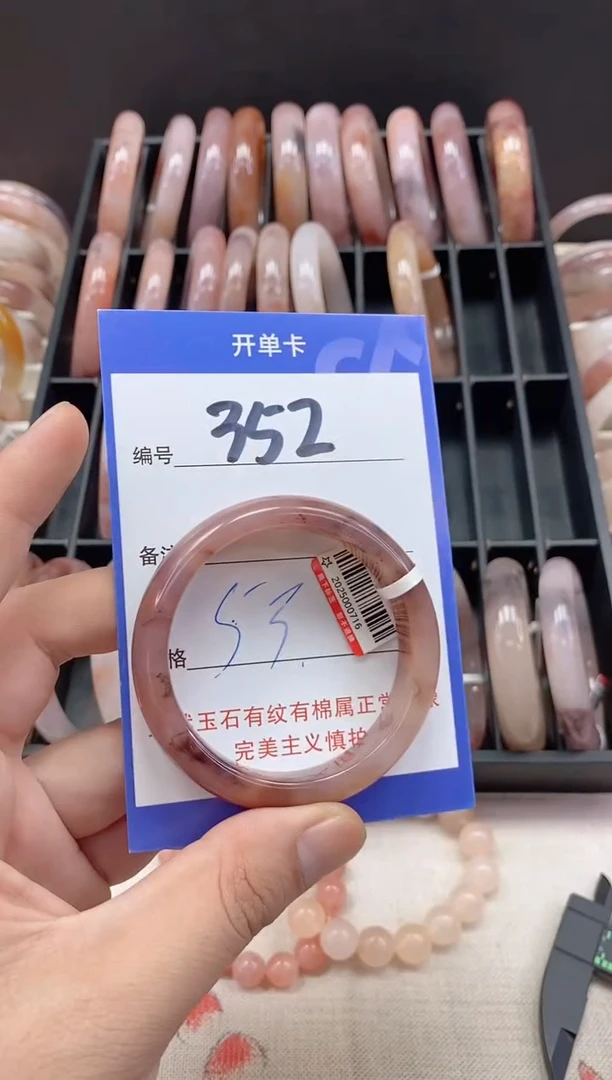 开单卡
编号 352
备注
格 53
2025000716
玉石有纹有棉属正常
完美主义慎拍